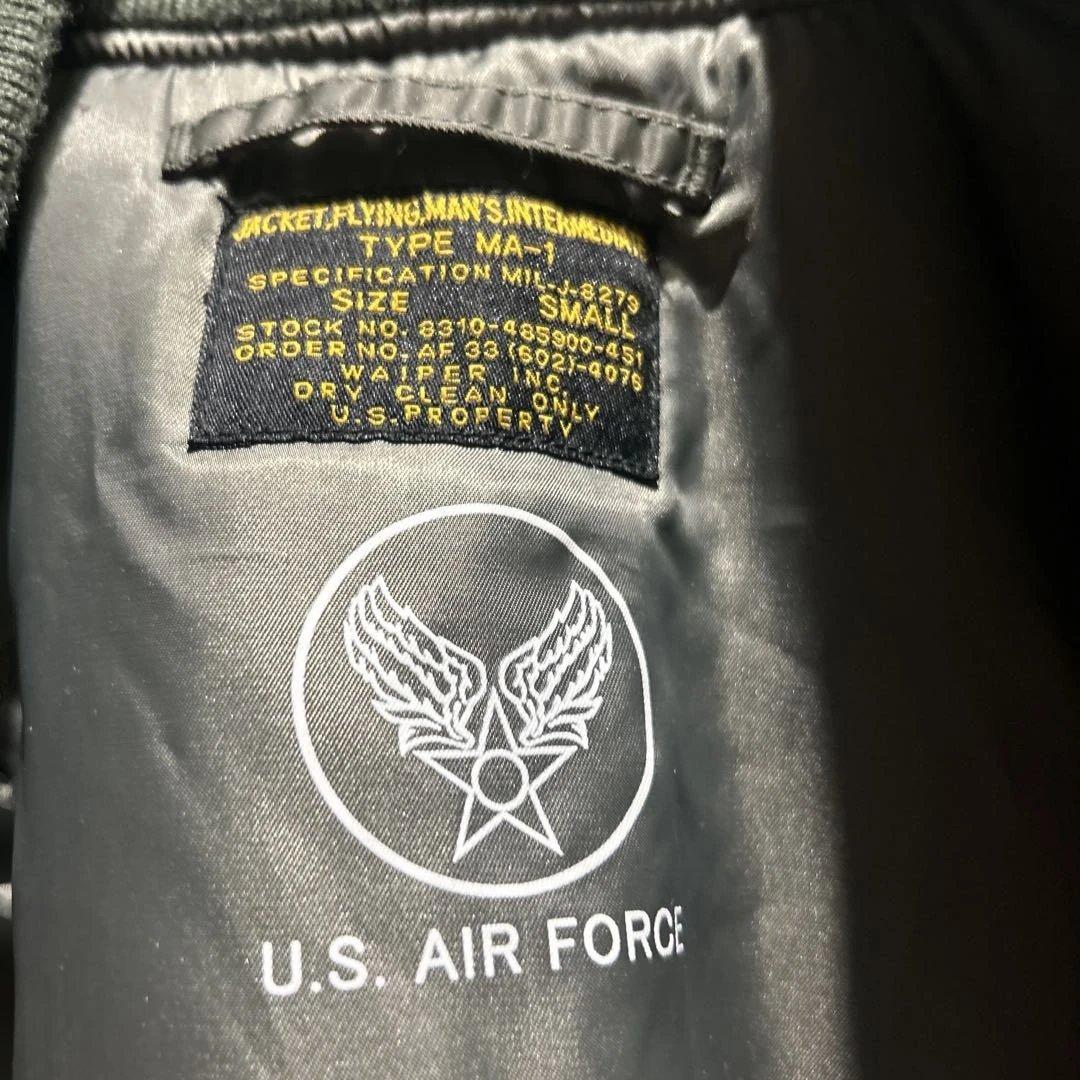 JACKET,FLYING,MAN'S,INTERMEDIATE
TYPE MA-1
SPECIFICATION MIL-J-8279
SIZE SMALL
STOCK NO. 8310-485900-451
ORDER NO. AF 33 (602)-4076
WAIPER INC.
DRY CLEAN ONLY
U.S.PROPERTY
U.S. AIR FORCE